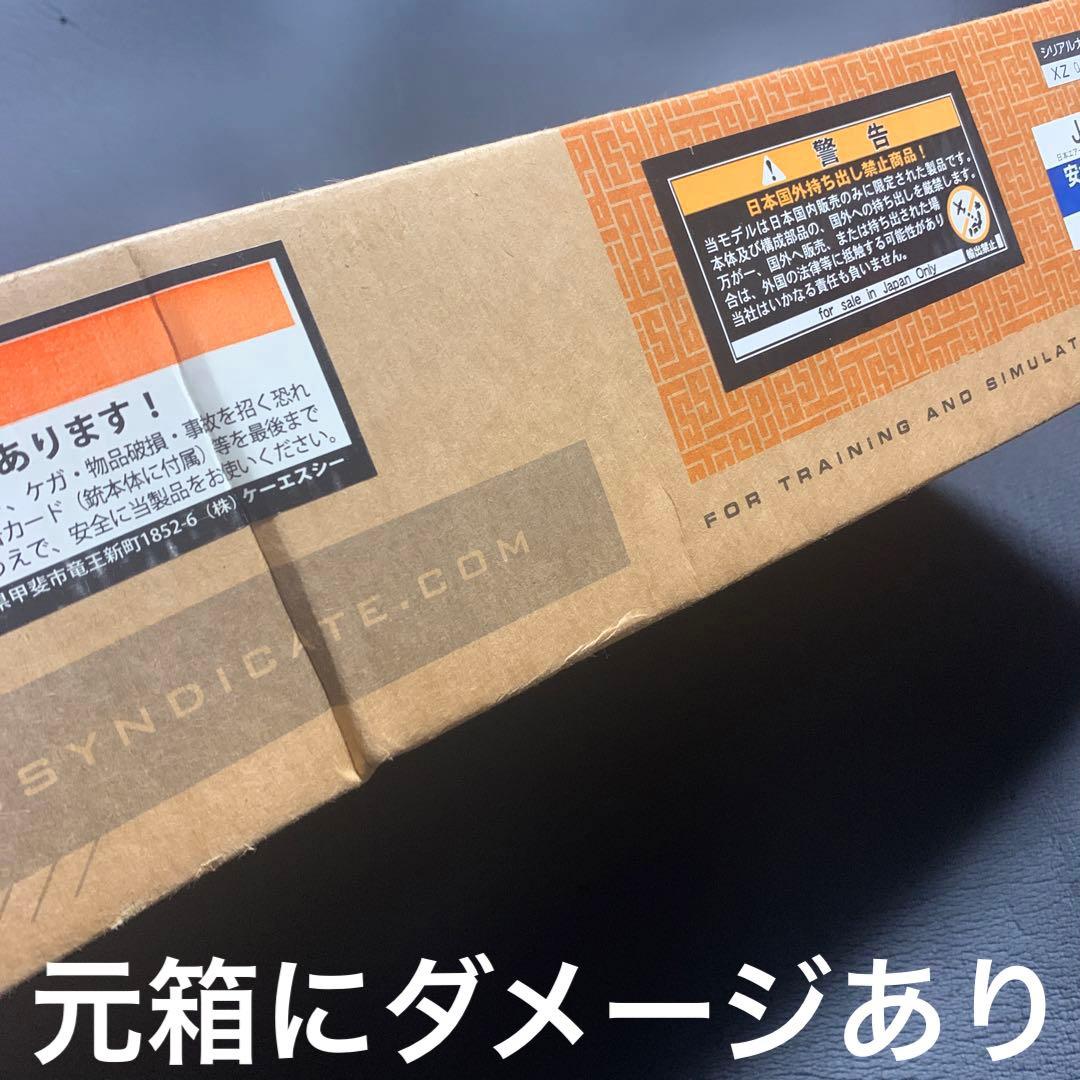 シリアルナ
XZ
警告
日本国外持ち出し禁止商品！
当モデルは日本国内販売のみに限定された製品です。
本体及び構成部品の、国外への持ち出しを厳禁します。
万が一、国外へ販売、または持ち出された場
合は、外国の法律等に抵触する可能性があり
当社はいかなる責任も負いません。
輸出禁止
for sale in Japan Only
日本エアー
安
FOR TRAINING AND SIMULAT
あります！
、ケガ・物品破損・事故を招く恐れ
カード（銃本体に付属）等を最後まで
うえで、安全に当製品をお使いください。
県甲斐市竜王新町1852-6（株）ケーエスシー
SYNDICATE.COM
元箱にダメージあり